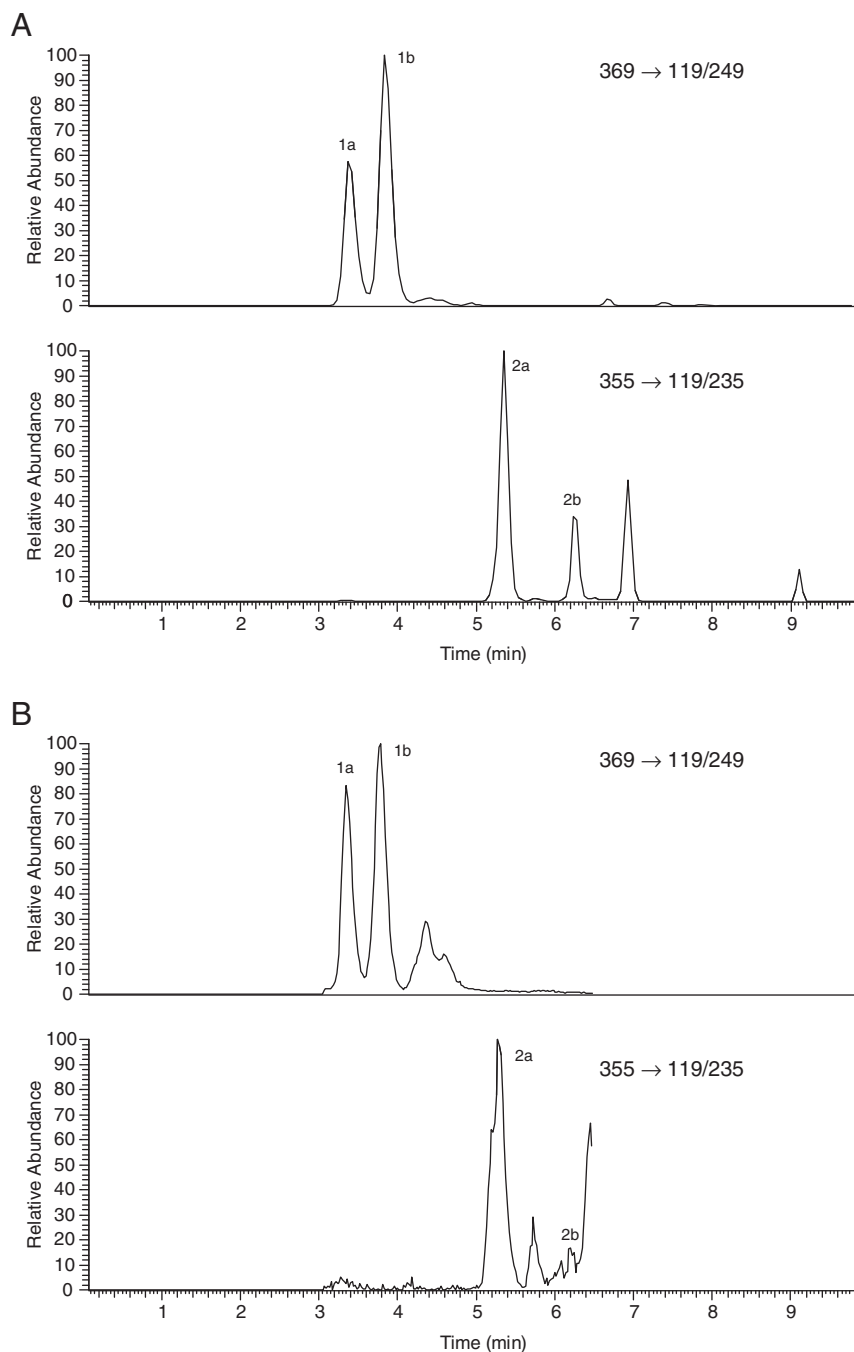 A
100
90
80
70
60
50
40
30
20
10
0
Relative Abundance
1a
1b
369 → 119/249
100
90
80
70
60
50
40
30
20
10
0
Relative Abundance
2a
2b
355 → 119/235
1 2 3 4 5 6 7 8 9
Time (min)
B
100
90
80
70
60
50
40
30
20
10
0
Relative Abundance
1a
1b
369 → 119/249
100
90
80
70
60
50
40
30
20
10
0
Relative Abundance
2a
2b
355 → 119/235
1 2 3 4 5 6 7 8 9
Time (min)